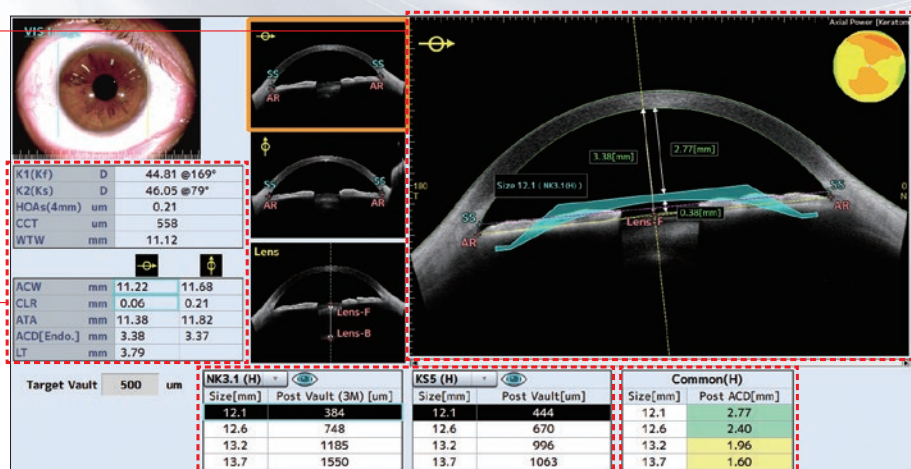 VIS Image
SS
SS
AR
AR
SS
SS
AR
AR
Lens
Lens-F
Lens-B
Axial Power [Keratom
180
T
0
N
3.38[mm]
2.77[mm]
Size 12.1 ( NK3.1(H) )
0.38[mm]
Lens-F
SS
AR
SS
AR
K1(Kf) D 44.81 @169°
K2(Ks) D 46.05 @79°
HOAs(4mm) um 0.21
CCT um 558
WTW mm 11.12
ACW mm 11.22 11.68
CLR mm 0.06 0.21
ATA mm 11.38 11.82
ACD[Endo.] mm 3.38 3.37
LT mm 3.79
Target Vault 500 um
NK3.1 (H)
Size[mm] Post Vault (3M) [um]
12.1 384
12.6 748
13.2 1185
13.7 1550
KS5 (H)
Size[mm] Post Vault[um]
12.1 444
12.6 670
13.2 996
13.7 1063
Common(H)
Size[mm] Post ACD[mm]
12.1 2.77
12.6 2.40
13.2 1.96
13.7 1.60